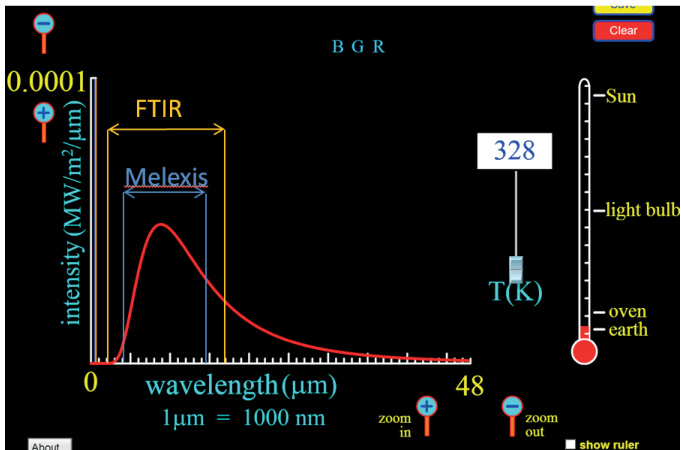 Save
Clear
B G R
0.0001
FTIR
Melexis
intensity (MW/m²/μm)
328
T(K)
Sun
light bulb
oven
earth
0
wavelength(μm)
48
1μm = 1000 nm
zoom
in
zoom
out
About
show ruler